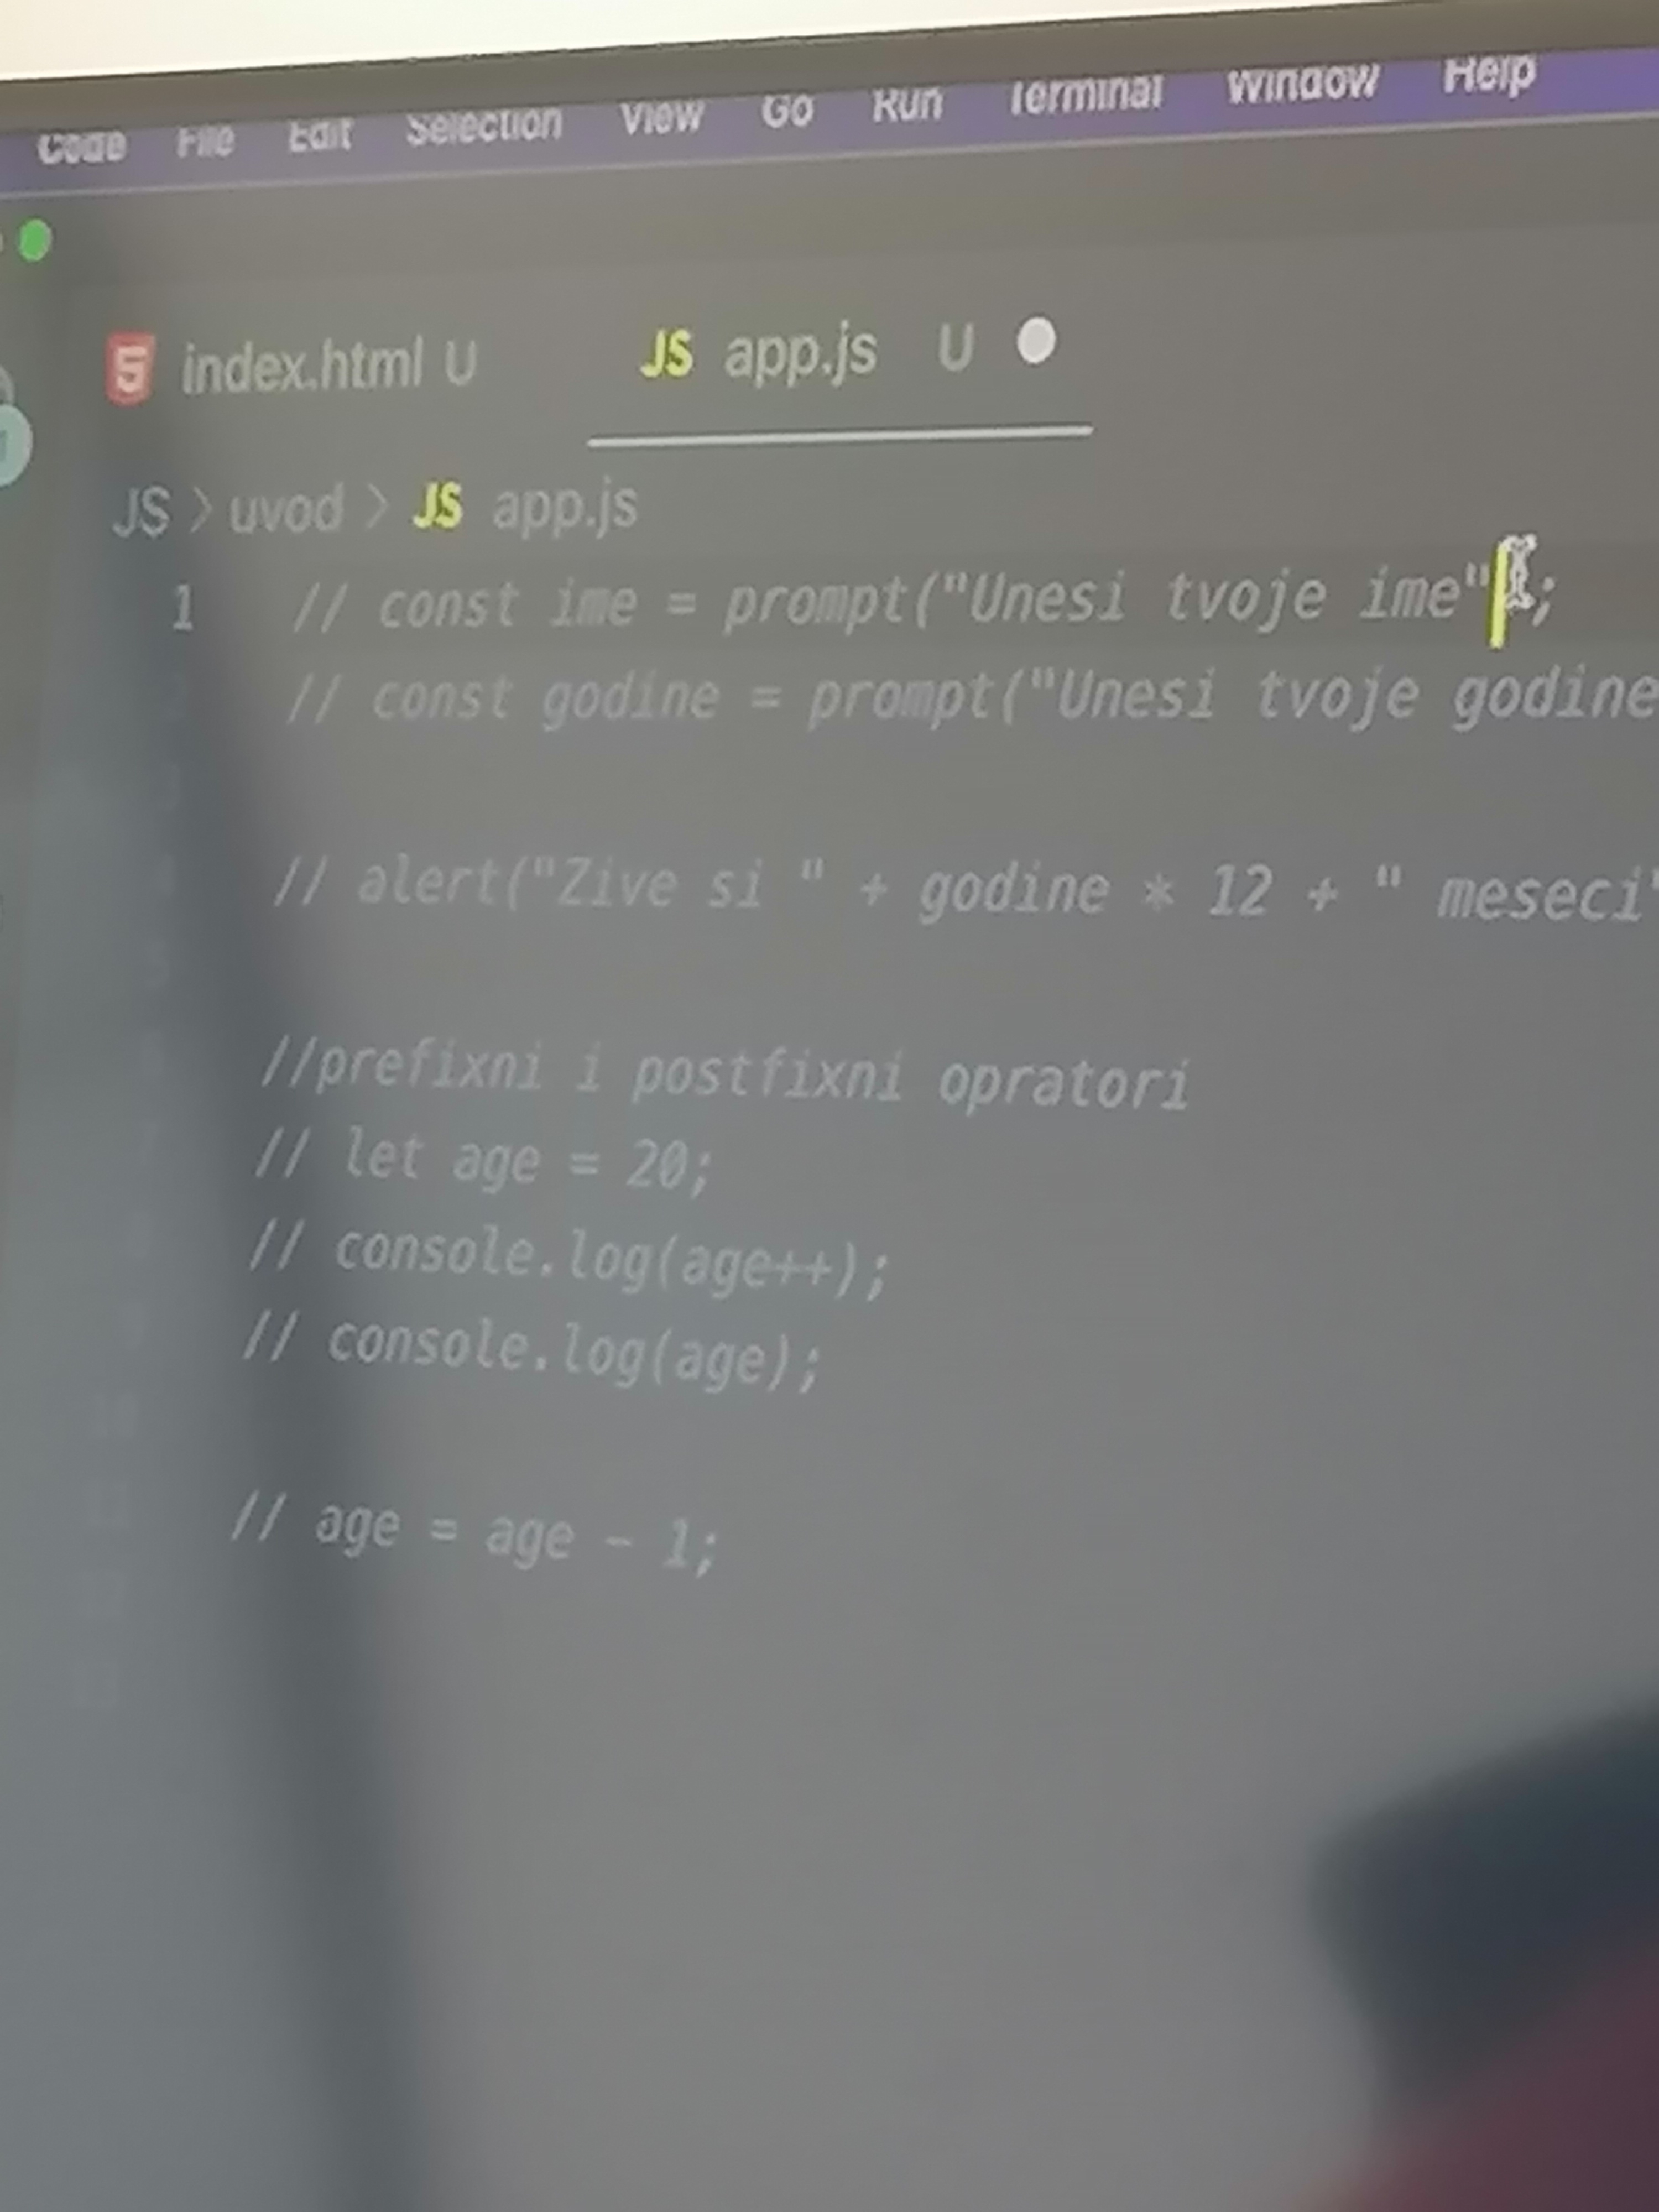 Code File Edit Selection View Go Run Terminal Window Help
index.html U JS app.js U
JS > uvod > JS app.js
1 // const ime = prompt("Unesi tvoje ime";
// const godine = prompt("Unesi tvoje godine
3
// alert("Zive si " + godine * 12 + " meseci"
5
//prefixni i postfixni opratori
// let age = 20;
// console.log(age++);
// console.log(age);
// age = age - 1;